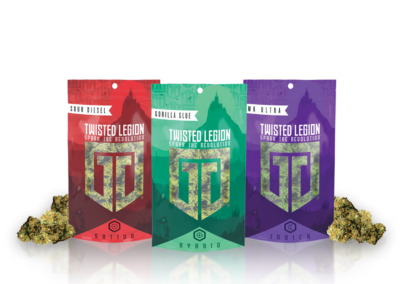 SOUR DIESEL
TWISTED LEGION
SPARK THE REVOLUTION
SATIVA
GORILLA GLUE
TWISTED LEGION
SPARK THE REVOLUTION
HYBRID
MK ULTRA
TWISTED LEGION
SPARK THE REVOLUTION
INDICA